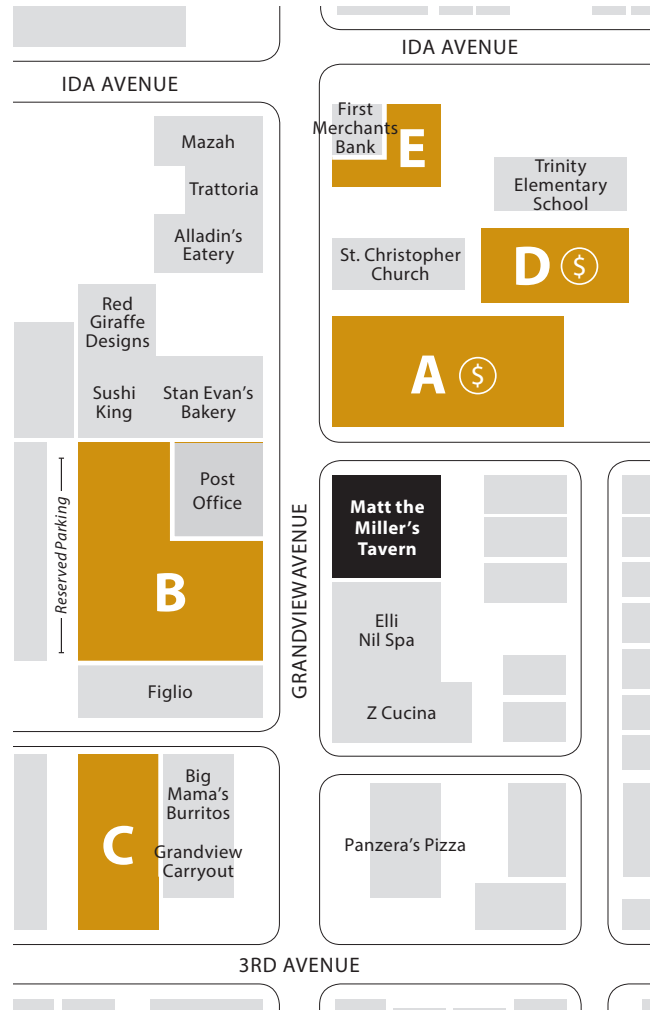 IDA AVENUE
IDA AVENUE
First
Merchants
Bank
E
Mazah
Trattoria
Alladin's
Eatery
Trinity
Elementary
School
St. Christopher
Church
D $
A $
Red
Giraffe
Designs
Sushi
King
Stan Evan's
Bakery
Post
Office
Reserved Parking
B
Figlio
GRANDVIEW AVENUE
Matt the
Miller's
Tavern
Elli
Nil Spa
Z Cucina
C
Big
Mama's
Burritos
Grandview
Carryout
Panzera's Pizza
3RD AVENUE